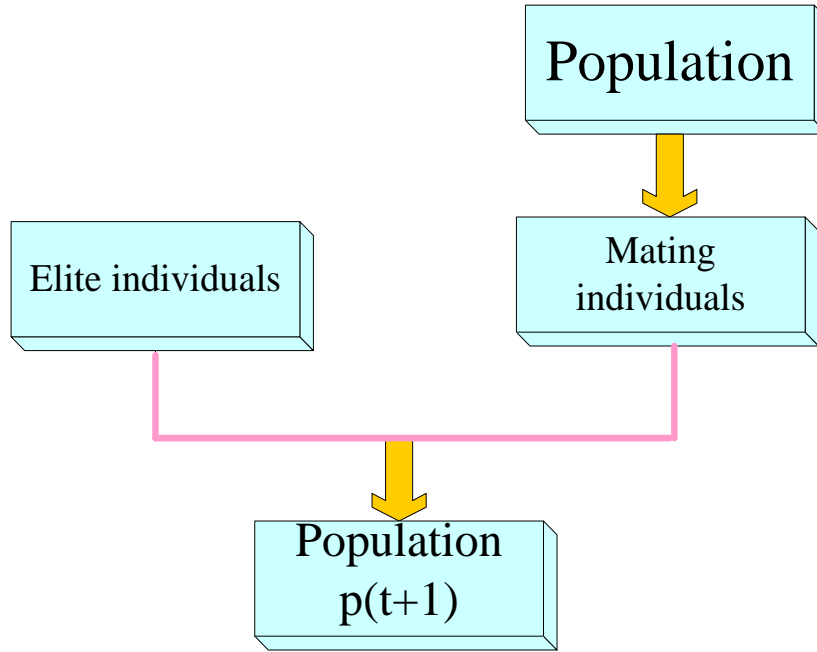 Population
Elite individuals
Mating
individuals
Population
p(t+1)